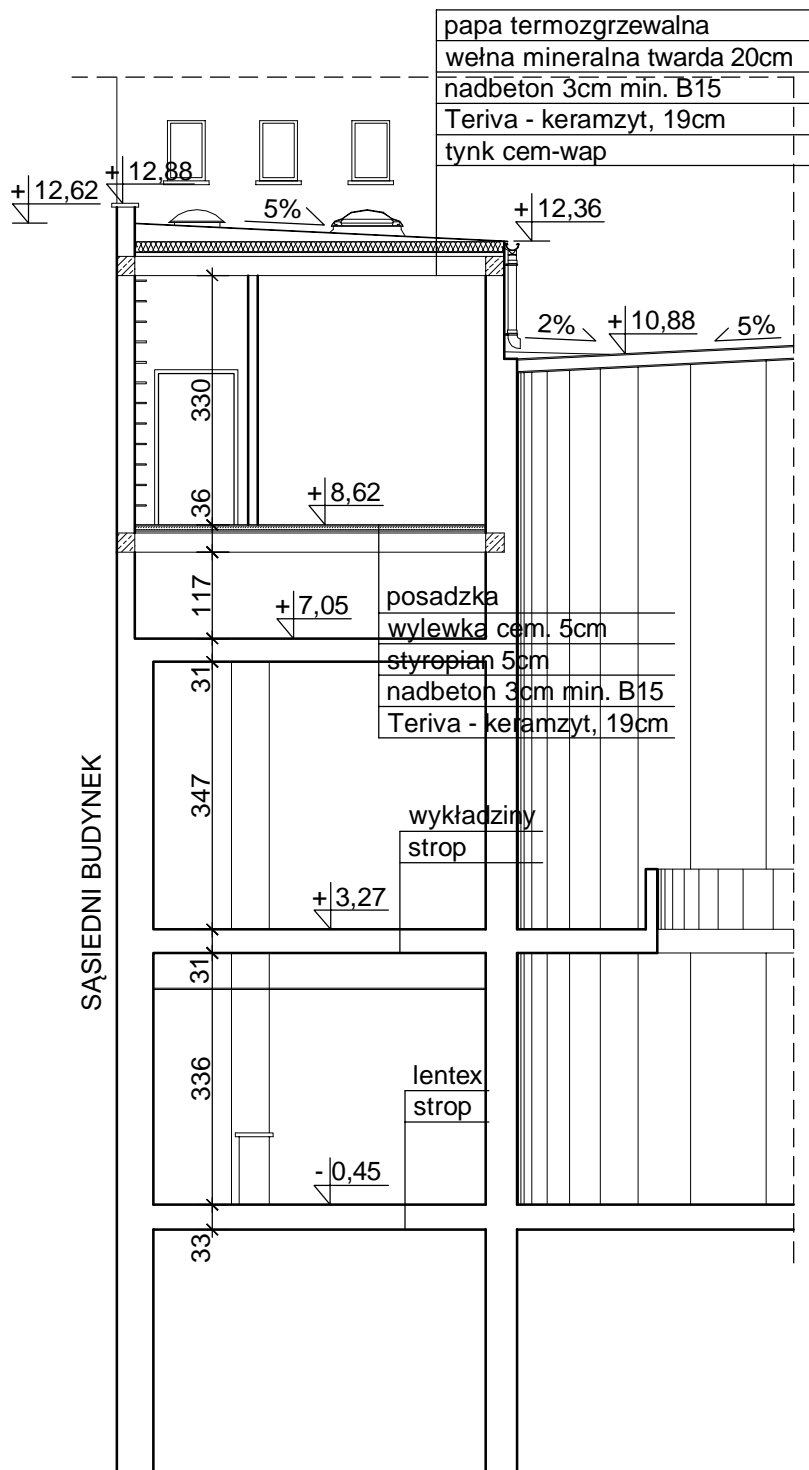 papa termozgrzewalna
wełna mineralna twarda 20cm
nadbeton 3cm min. B15
Teriva - keramzyt, 19cm
tynk cem-wap
+ 12,88
+ 12,62
5%
+ 12,36
2%
+ 10,88
5%
330
36
+ 8,62
117
+ 7,05
posadzka
wylewka cem. 5cm
styropian 5cm
nadbeton 3cm min. B15
Teriva - keramzyt, 19cm
31
347
SĄSIEDNI BUDYNEK
wykładziny
strop
+ 3,27
31
336
lentex
strop
- 0,45
33